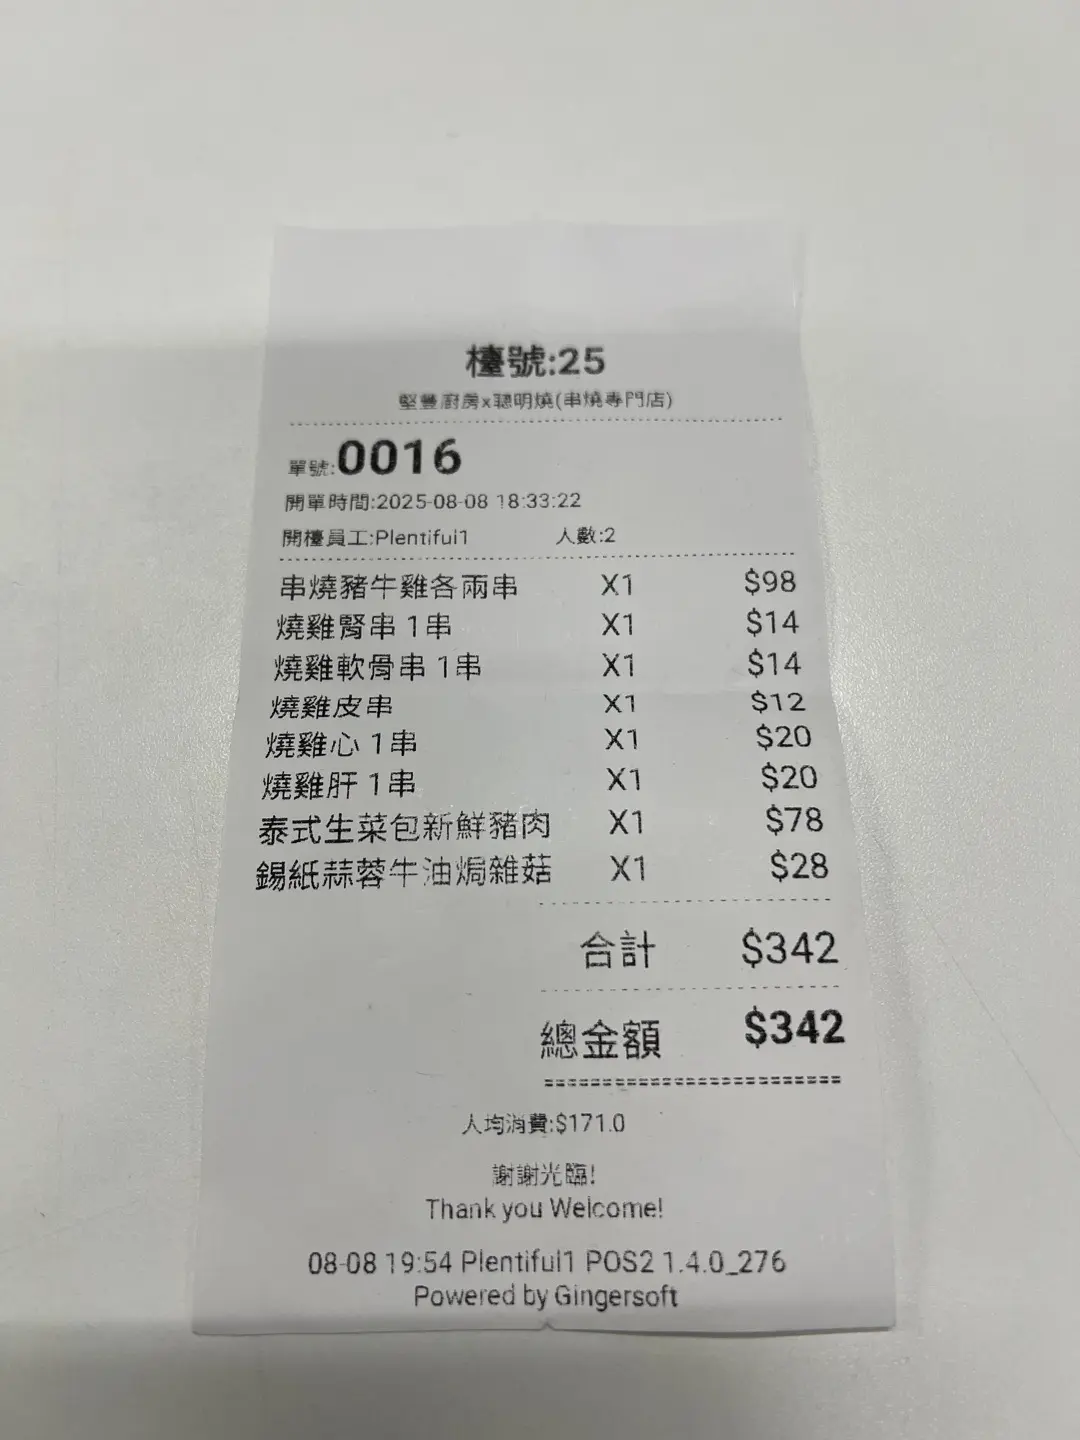 檯號:25
堅豐廚房x聰明燒(串燒專門店)
單號:0016
開單時間:2025-08-08 18:33:22
開檯員工:Plentiful1 人數:2
串燒豬牛雞各兩串 X1 $98
燒雞腎串 1串 X1 $14
燒雞軟骨串 1串 X1 $14
燒雞皮串 X1 $12
燒雞心 1串 X1 $20
燒雞肝 1串 X1 $20
泰式生菜包新鮮豬肉 X1 $78
錫紙蒜蓉牛油焗雜菇 X1 $28
合計 $342
總金額 $342
人均消費:$171.0
謝謝光臨!
Thank you Welcome!
08-08 19:54 Plentiful1 POS2 1.4.0_276
Powered by Gingersoft